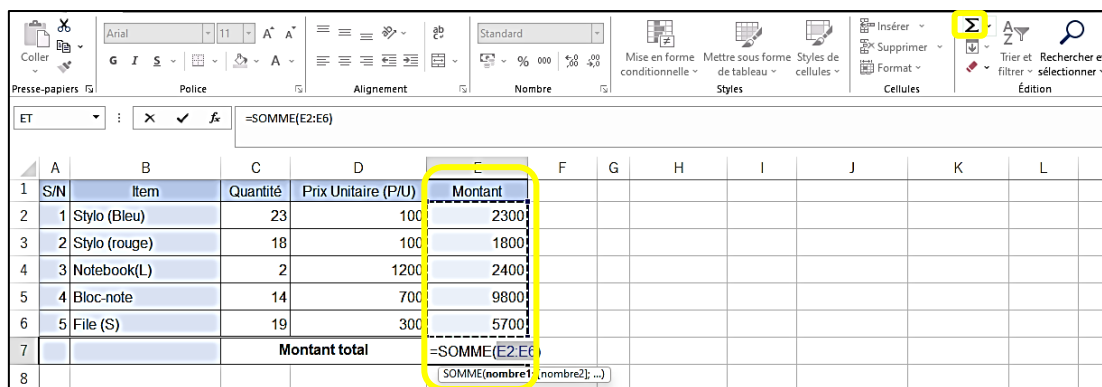 Coller
Presse-papiers
Arial 11 A A
G I S A
Police
ab
Alignement
Standard
% 000 ,00 ,0
Nombre
Mise en forme conditionnelle
Mettre sous forme de tableau
Styles de cellules
Styles
Insérer
Supprimer
Format
Cellules
Σ
A
Z
Trier et filtrer
Rechercher et
sélectionner
Édition
ET fx =SOMME(E2:E6)
A B C D E F G H I J K L
1 S/N Item Quantité Prix Unitaire (P/U) Montant
2 1 Stylo (Bleu) 23 100 2300
3 2 Stylo (rouge) 18 100 1800
4 3 Notebook(L) 2 1200 2400
5 4 Bloc-note 14 700 9800
6 5 File (S) 19 300 5700
7 Montant total =SOMME(E2:E6)
SOMME(nombre1; [nombre2]; ...)
8